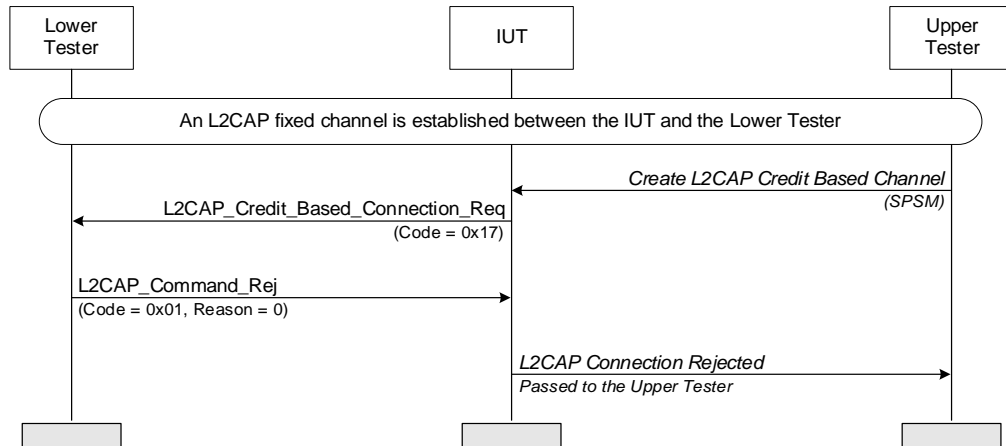 Lower
Tester
IUT
Upper
Tester
An L2CAP fixed channel is established between the IUT and the Lower Tester
Create L2CAP Credit Based Channel
(SPSM)
L2CAP_Credit_Based_Connection_Req
(Code = 0x17)
L2CAP_Command_Rej
(Code = 0x01, Reason = 0)
L2CAP Connection Rejected
Passed to the Upper Tester